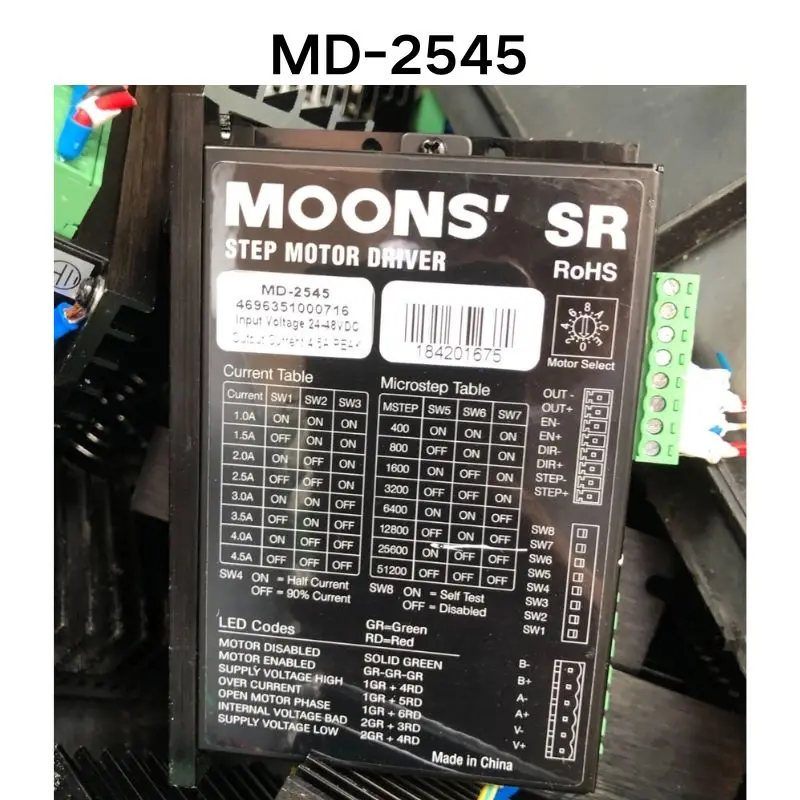 MD-2545
MOONS' SR
STEP MOTOR DRIVER
RoHS
MD-2545
4696351000716
Input Voltage 24-48VDC
Output Current 4.5A PEAK
184201675
Motor Select
Current Table
Current SW1 SW2 SW3
1.0A ON ON ON
1.5A OFF ON ON
2.0A ON OFF ON
2.5A OFF OFF ON
3.0A ON ON OFF
3.5A OFF ON OFF
4.0A ON OFF OFF
4.5A OFF OFF OFF
SW4 ON = Half Current
OFF = 90% Current
Microstep Table
MSTEP SW5 SW6 SW7
400 ON ON ON
800 OFF ON ON
1600 ON OFF ON
3200 OFF OFF ON
6400 ON ON OFF
12800 OFF ON OFF
25600 ON OFF OFF
51200 OFF OFF OFF
SW8 ON = Self Test
OFF = Disabled
OUT -
OUT+
EN-
EN+
DIR-
DIR+
STEP-
STEP+
SW8
SW7
SW6
SW5
SW4
SW3
SW2
SW1
LED Codes
GR=Green
RD=Red
MOTOR DISABLED SOLID GREEN
MOTOR ENABLED GR-GR-GR
SUPPLY VOLTAGE HIGH 1GR + 4RD
OVER CURRENT 1GR + 5RD
OPEN MOTOR PHASE 1GR + 6RD
INTERNAL VOLTAGE BAD 2GR + 3RD
SUPPLY VOLTAGE LOW 2GR + 4RD
B-
B+
A-
A+
V-
V+
Made in China